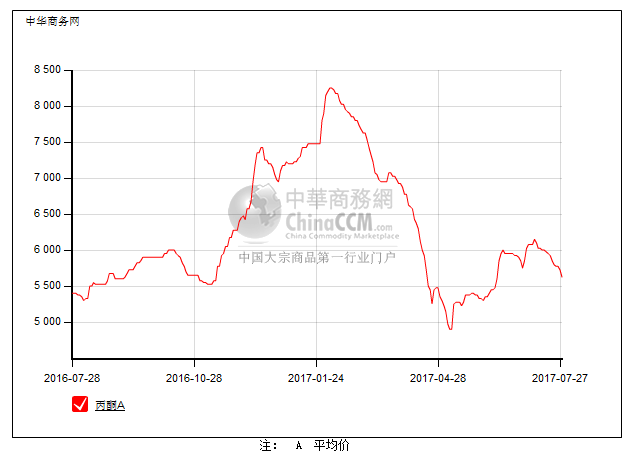 中华商务网
8 500
8 000
7 500
7 000
6 500
6 000
5 500
5 000
中華商務網
ChinaCCM.com
China Commodity Marketplace
中国大宗商品第一行业门户
2016-07-28 2016-10-28 2017-01-24 2017-04-28 2017-07-27
丙酮A
注： A 平均价